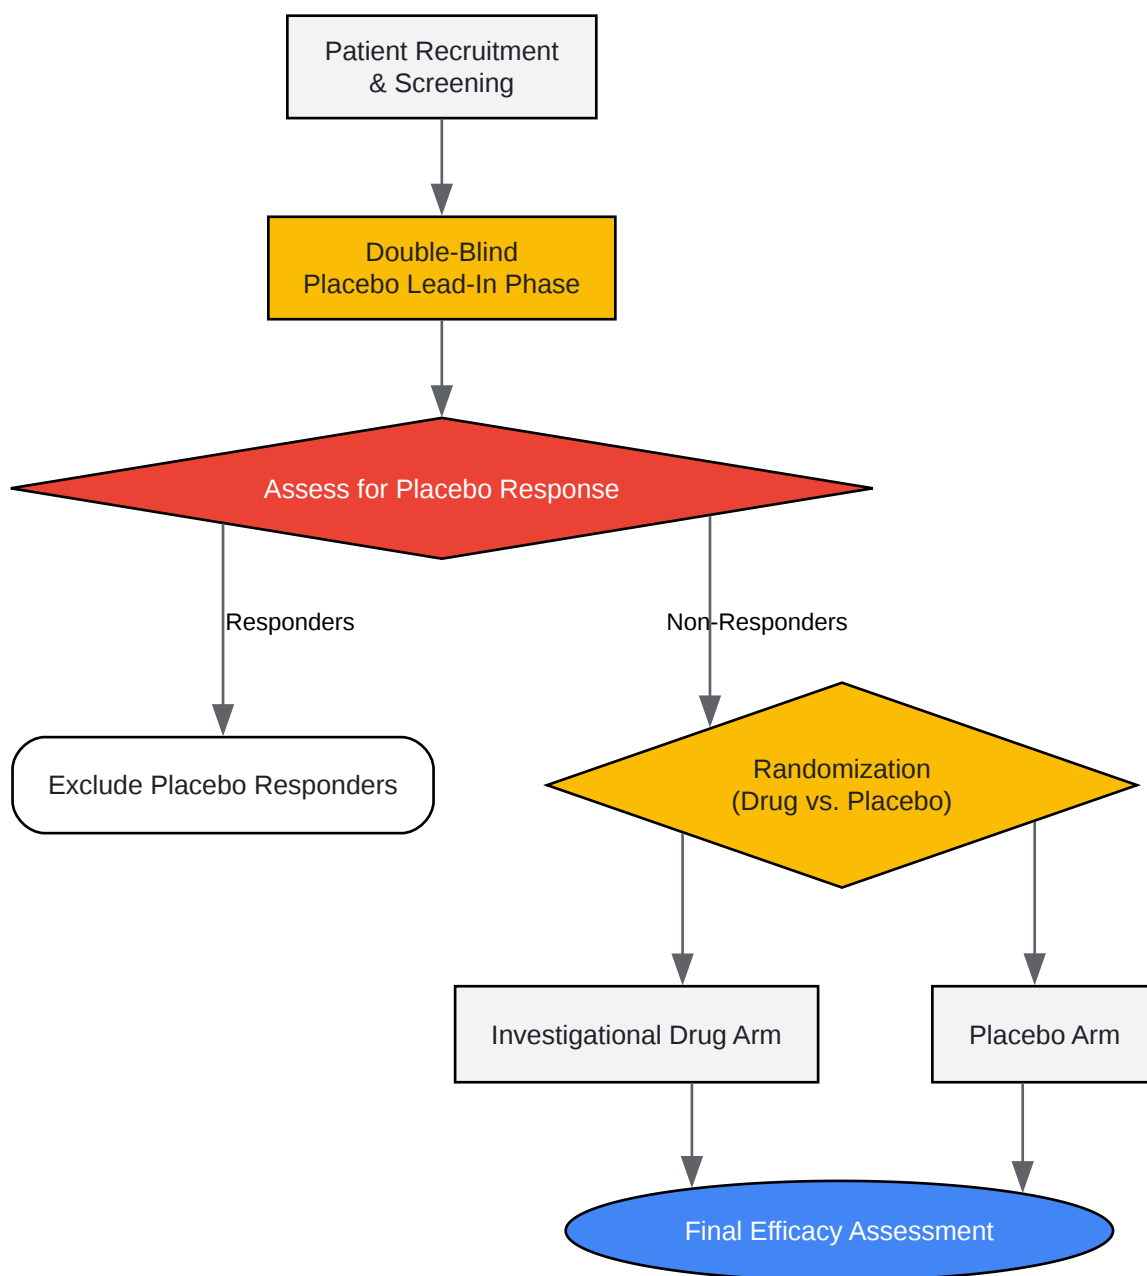 Patient Recruitment
& Screening
Double-Blind
Placebo Lead-In Phase
Assess for Placebo Response
Responders
Non-Responders
Exclude Placebo Responders
Randomization
(Drug vs. Placebo)
Investigational Drug Arm
Placebo Arm
Final Efficacy Assessment